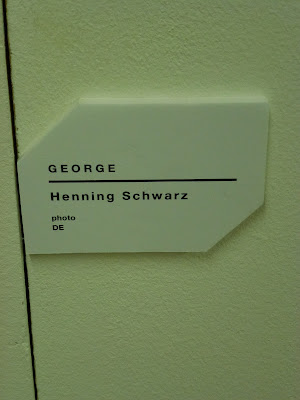 GEORGE
Henning Schwarz
photo
DE